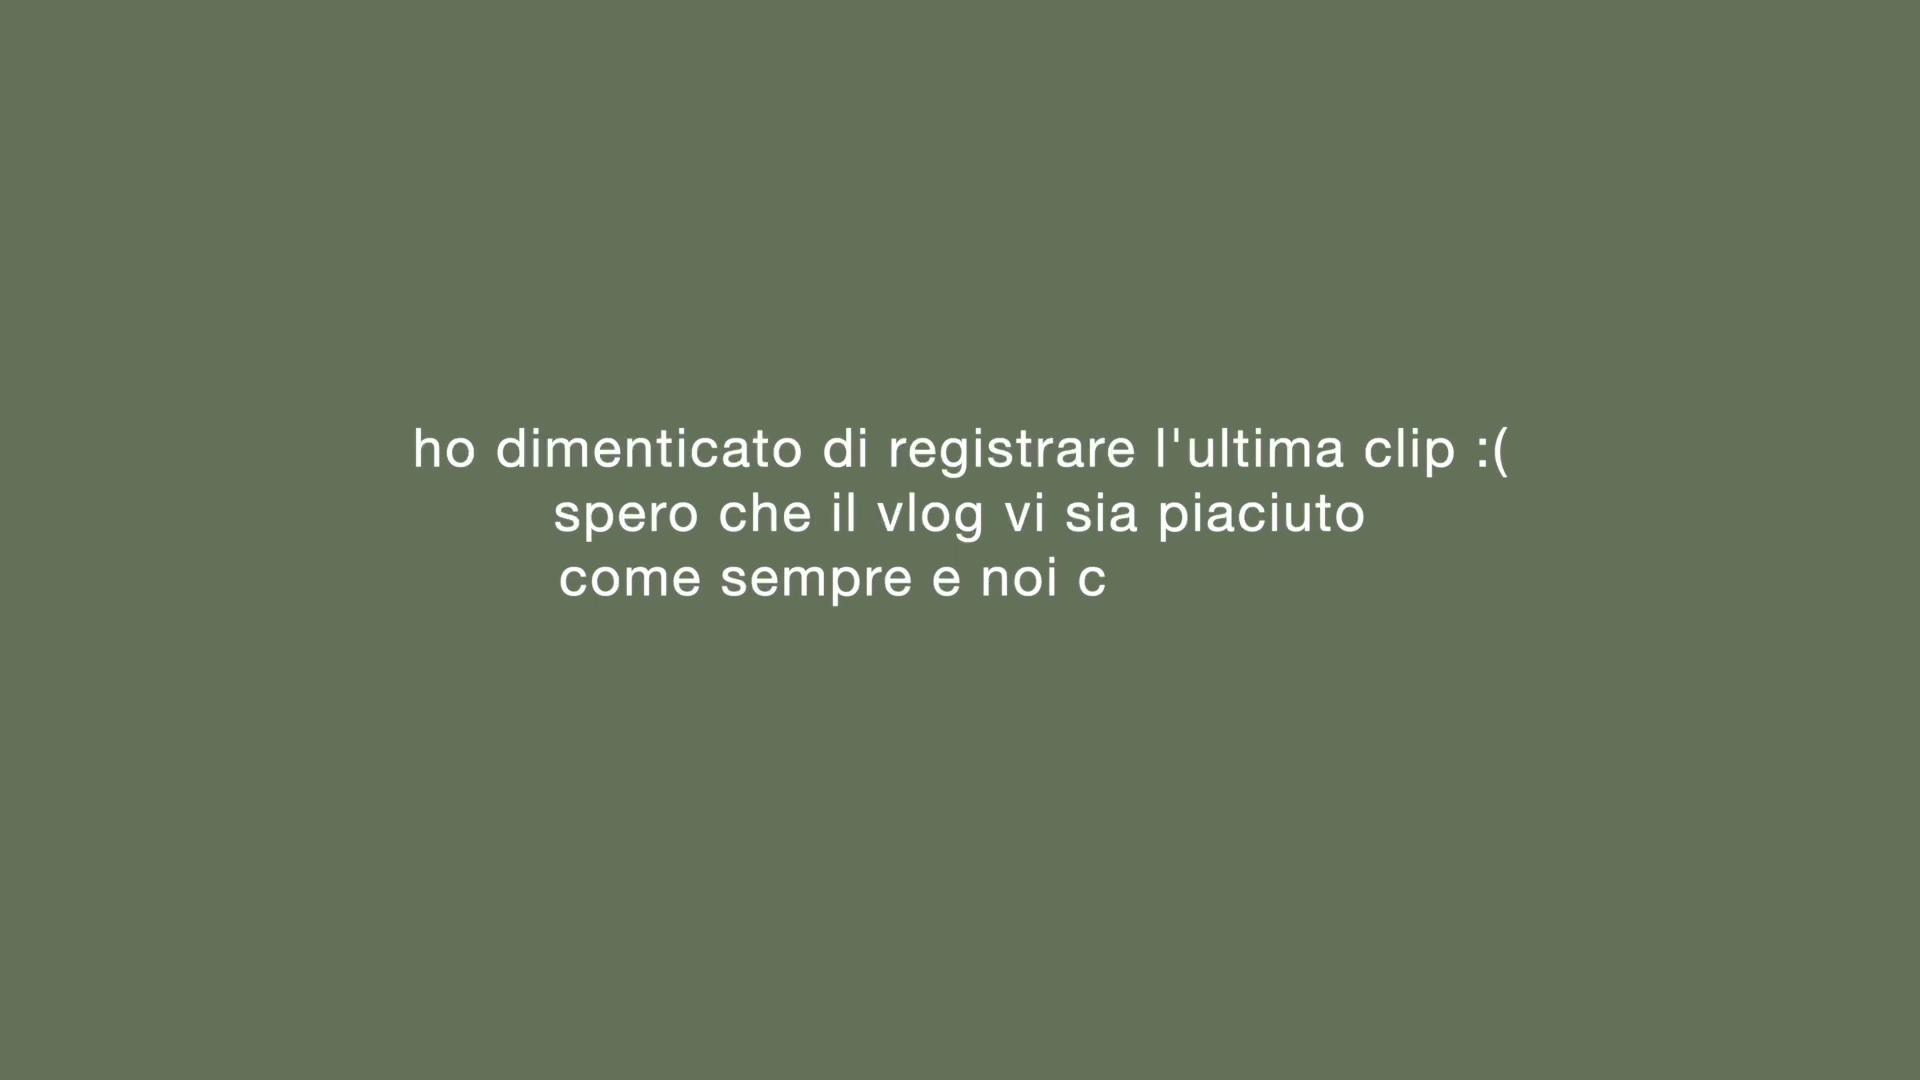 ho dimenticato di registrare l'ultima clip :(
spero che il vlog vi sia piaciuto
come sempre e noi c